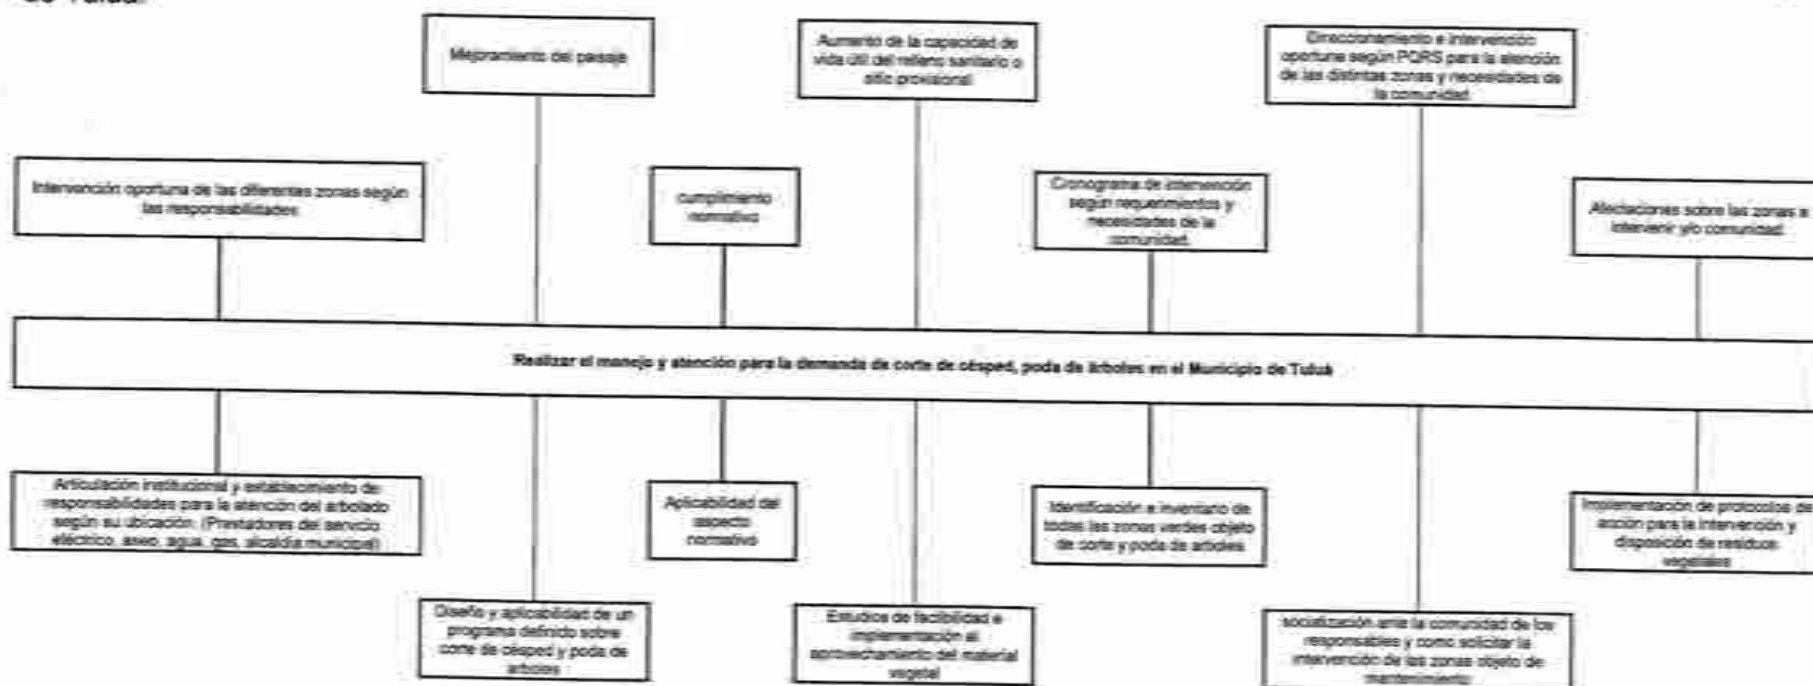 de Tuluá.
Mejoramiento del paisaje
Aumento de la capacidad de
vida útil del relleno sanitario o
sitio provisional
Direccionamiento e intervención
oportuna según PQRS para la atención
de las distintas zonas y necesidades de
la comunidad.
Intervención oportuna de las diferentes zonas según
las responsabilidades
cumplimiento
normativo
Cronograma de intervención
según requerimientos y
necesidades de la
comunidad.
Afectaciones sobre las zonas a
intervenir y/o comunidad.
Realizar el manejo y atención para la demanda de corte de césped, poda de árboles en el Municipio de Tuluá
Articulación institucional y establecimiento de
responsabilidades para la atención del arbolado
según su ubicación. (Prestadores del servicio
eléctrico, aseo, agua, gas, alcaldía municipal)
Aplicabilidad del
aspecto
normativo
Identificación e inventario de
todas las zonas verdes objeto
de corte y poda de arboles
Implementación de protocolos de
acción para la intervención y
disposición de residuos
vegetales
Diseño y aplicabilidad de un
programa definido sobre
corte de césped y poda de
arboles
Estudios de factibilidad e
implementación al
aprovechamiento del material
vegetal
socialización ante la comunidad de los
responsables y como solicitar la
intervención de las zonas objeto de
mantenimiento